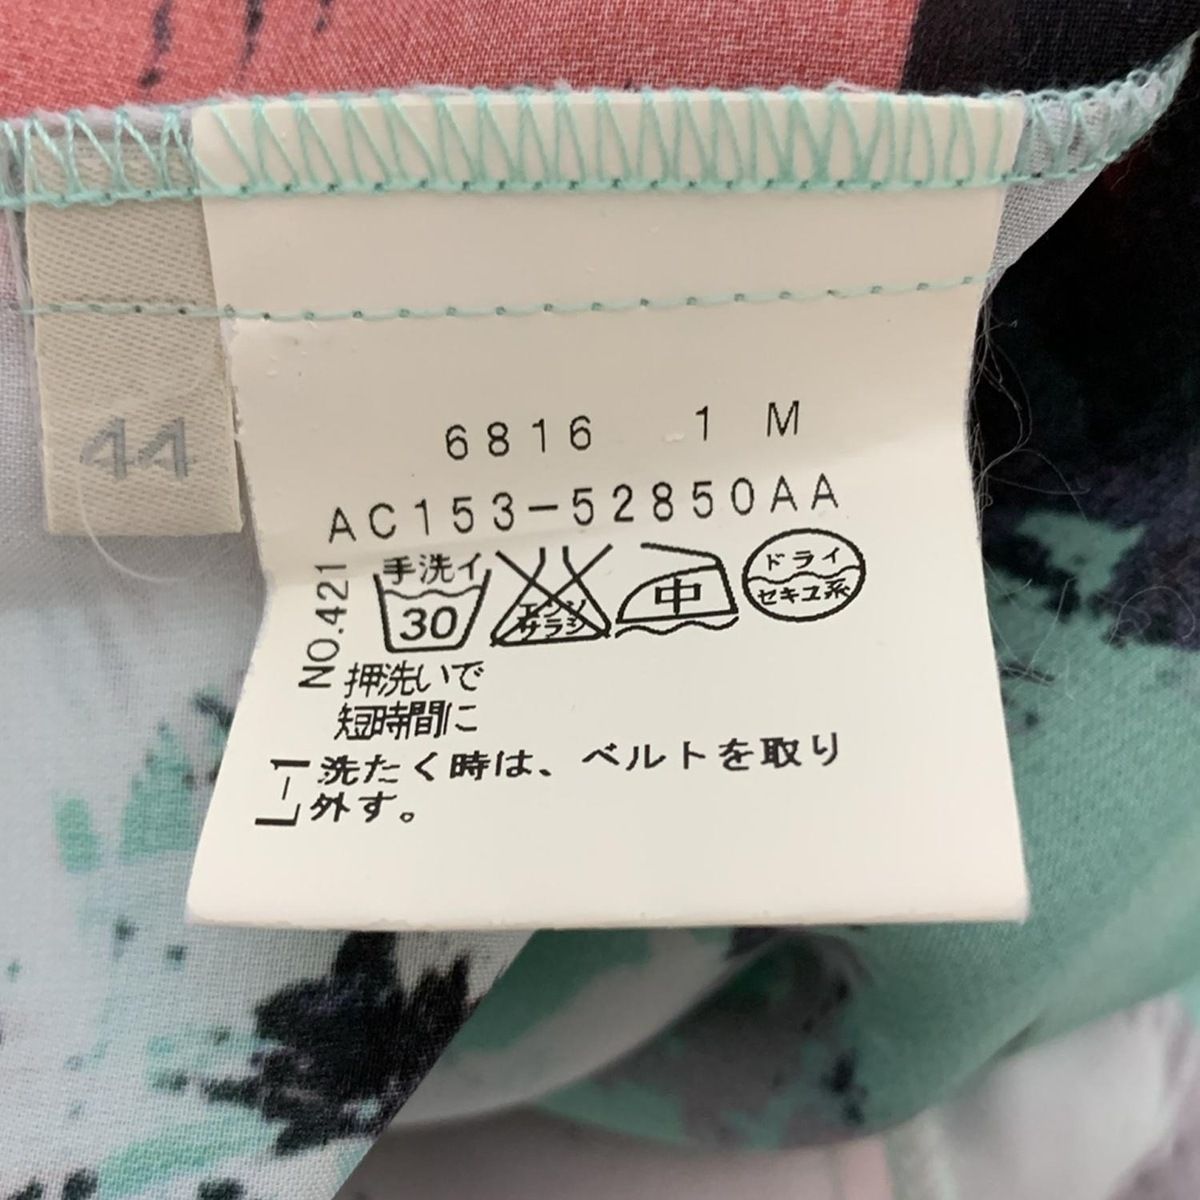 44
6816 1 M
AC153-52850AA
NO.421
手洗イ
30
エンソ
サラシ
中
ドライ
セキユ系
押洗いで
短時間に
L-1
洗たく時は、ベルトを取り
外す。